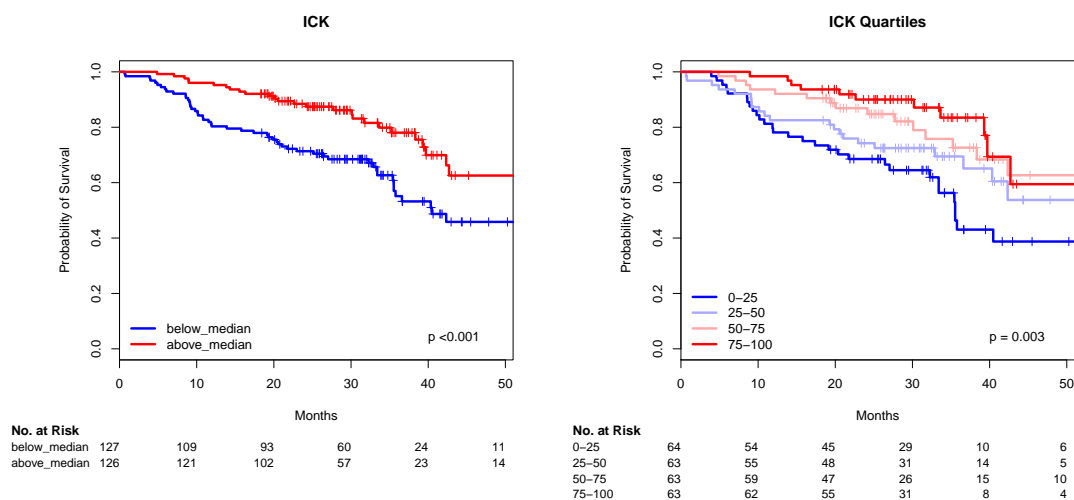 ICK
Probability of Survival
1.0
0.8
0.6
0.4
0.2
0.0
below_median
above_median
p <0.001
0 10 20 30 40 50
Months
No. at Risk
below_median 127 109 93 60 24 11
above_median 126 121 102 57 23 14
ICK Quartiles
Probability of Survival
1.0
0.8
0.6
0.4
0.2
0.0
0−25
25−50
50−75
75−100
p = 0.003
0 10 20 30 40 50
Months
No. at Risk
0−25 64 54 45 29 10 6
25−50 63 55 48 31 14 5
50−75 63 59 47 26 15 10
75−100 63 62 55 31 8 4